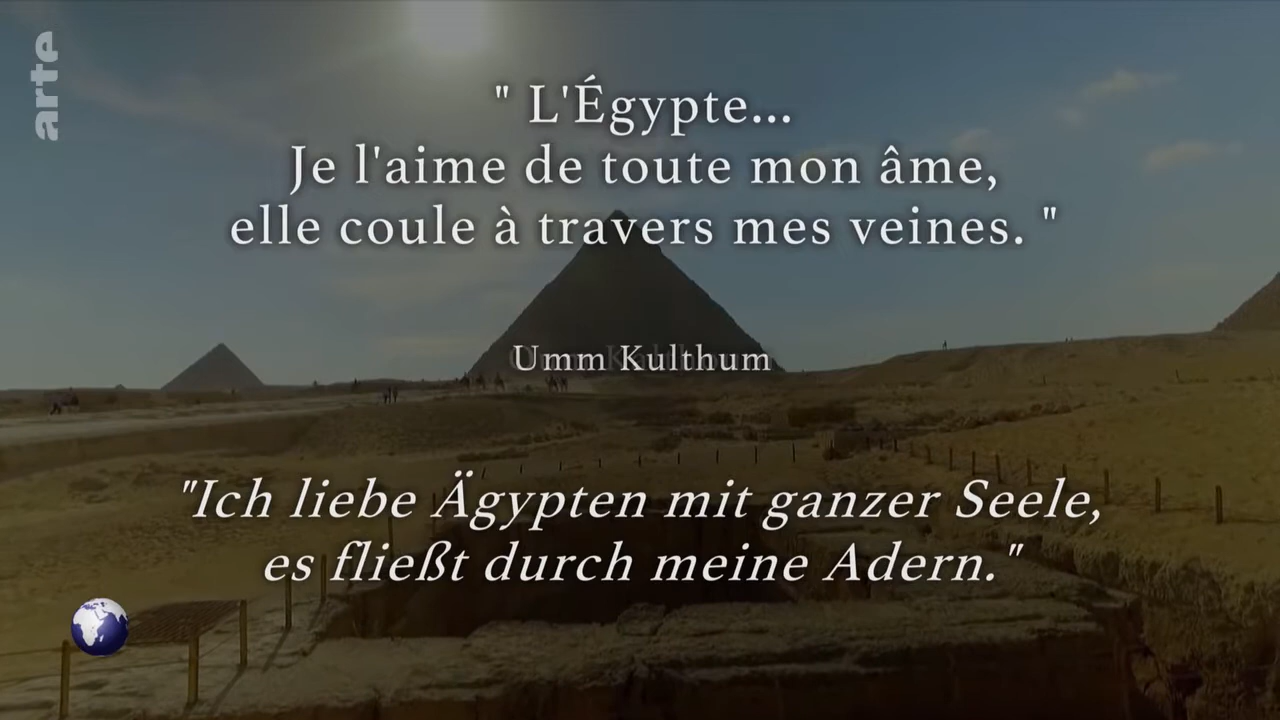 arte
" L'Égypte...
Je l'aime de toute mon âme,
elle coule à travers mes veines. "
Umm Kulthum
"Ich liebe Ägypten mit ganzer Seele,
es fließt durch meine Adern."